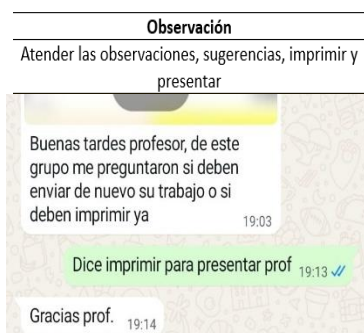 Observación
Atender las observaciones, sugerencias, imprimir y
presentar
Buenas tardes profesor, de este
grupo me preguntaron si deben
enviar de nuevo su trabajo o si
deben imprimir ya
19:03
Dice imprimir para presentar prof 19:13
Gracias prof. 19:14